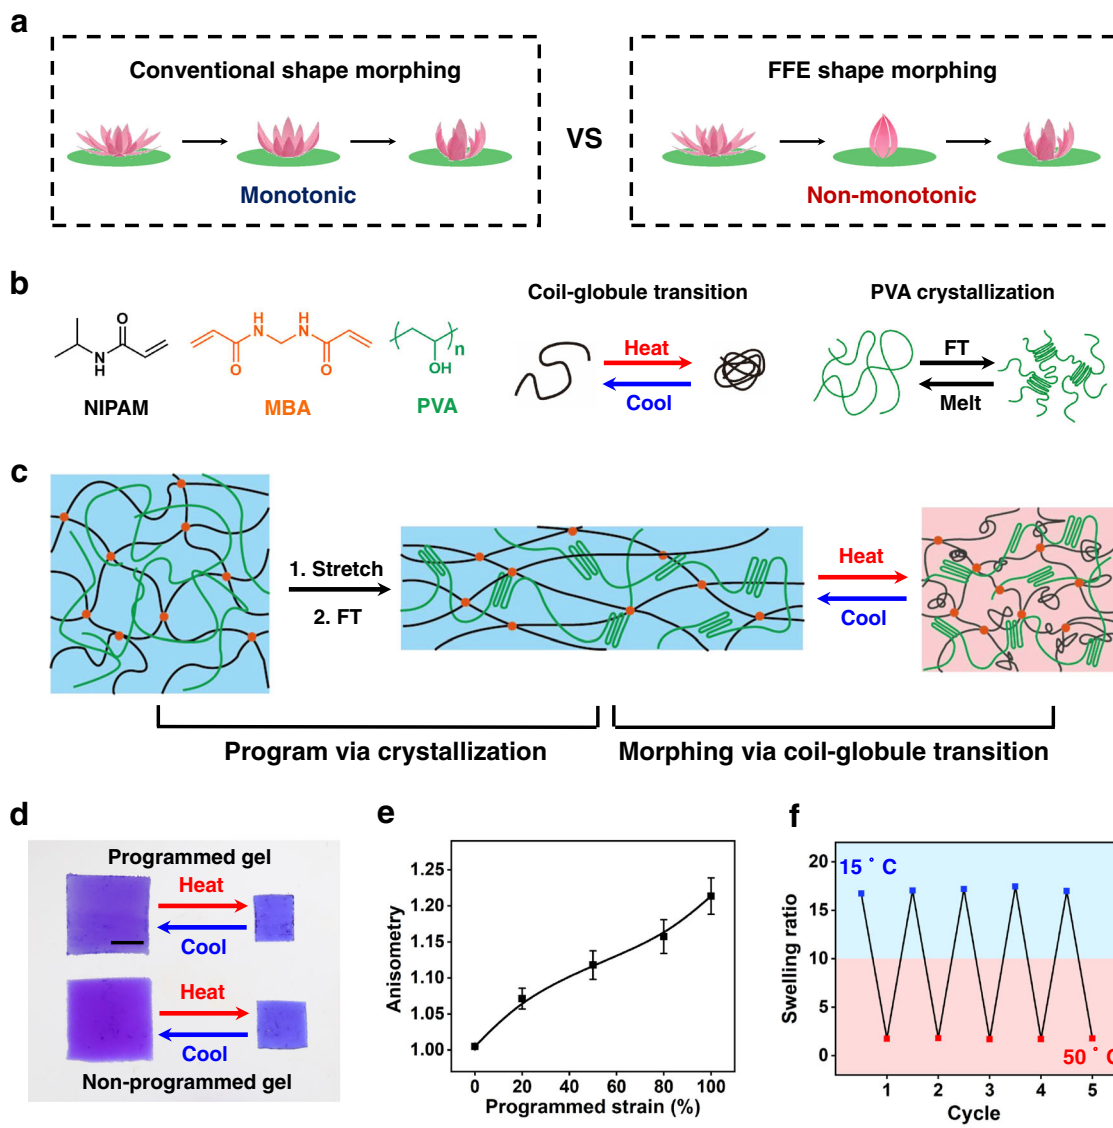 a
Conventional shape morphing
Monotonic
VS
FFE shape morphing
Non-monotonic
b
O
N
H
NIPAM
H
N
H
N
O
O
MBA
n
OH
PVA
Coil-globule transition
Heat
Cool
PVA crystallization
FT
Melt
c
1. Stretch
2. FT
Heat
Cool
Program via crystallization
Morphing via coil-globule transition
d
Programmed gel
Heat
Cool
Heat
Cool
Non-programmed gel
e
Anisometry
1.25
1.20
1.15
1.10
1.05
1.00
0 20 40 60 80 100
Programmed strain (%)
f
Swelling ratio
20
15
10
5
0
15 °C
50 °C
1 2 3 4 5
Cycle